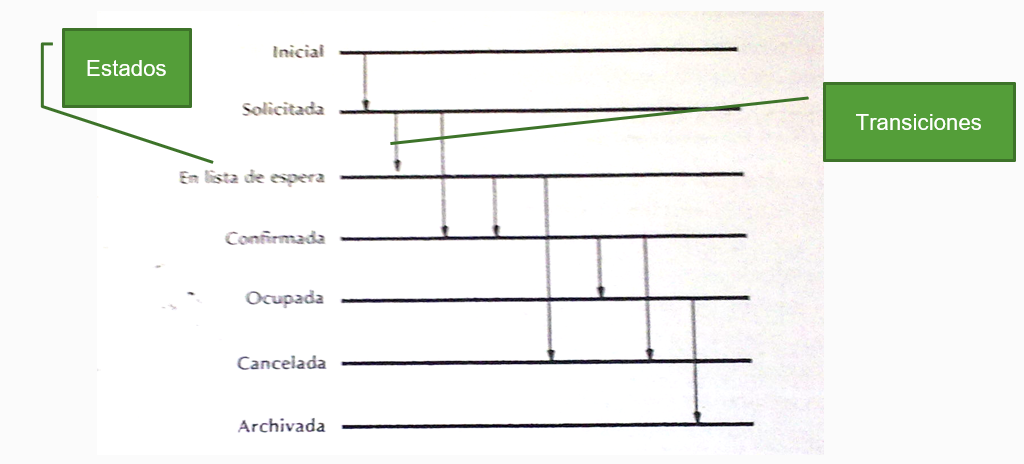 Estados
Inicial
Solicitada
Transiciones
En lista de espera
Confirmada
Ocupada
Cancelada
Archivada